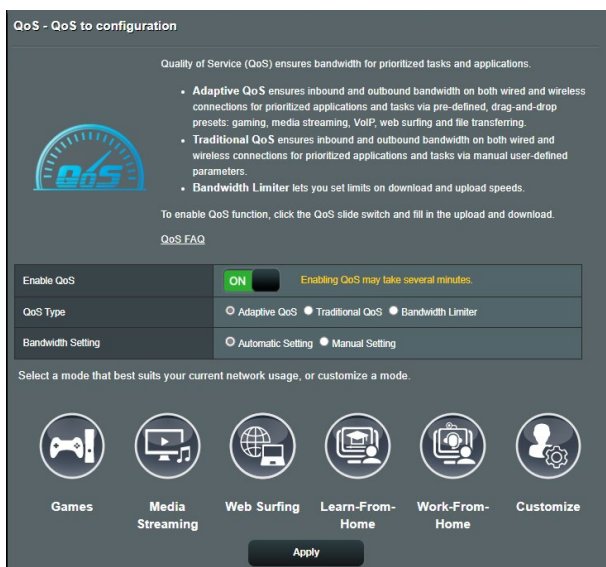 QoS - QoS to configuration
Quality of Service (QoS) ensures bandwidth for prioritized tasks and applications.
• Adaptive QoS ensures inbound and outbound bandwidth on both wired and wireless
connections for prioritized applications and tasks via pre-defined, drag-and-drop
presets: gaming, media streaming, VoIP, web surfing and file transferring.
• Traditional QoS ensures inbound and outbound bandwidth on both wired and
wireless connections for prioritized applications and tasks via manual user-defined
parameters.
• Bandwidth Limiter lets you set limits on download and upload speeds.
QoS
To enable QoS function, click the QoS slide switch and fill in the upload and download.
QoS FAQ
Enable QoS ON Enabling QoS may take several minutes.
QoS Type Adaptive QoS Traditional QoS Bandwidth Limiter
Bandwidth Setting Automatic Setting Manual Setting
Select a mode that best suits your current network usage, or customize a mode.
Games
Media
Streaming
Web Surfing
Learn-From-
Home
Work-From-
Home
Customize
Apply